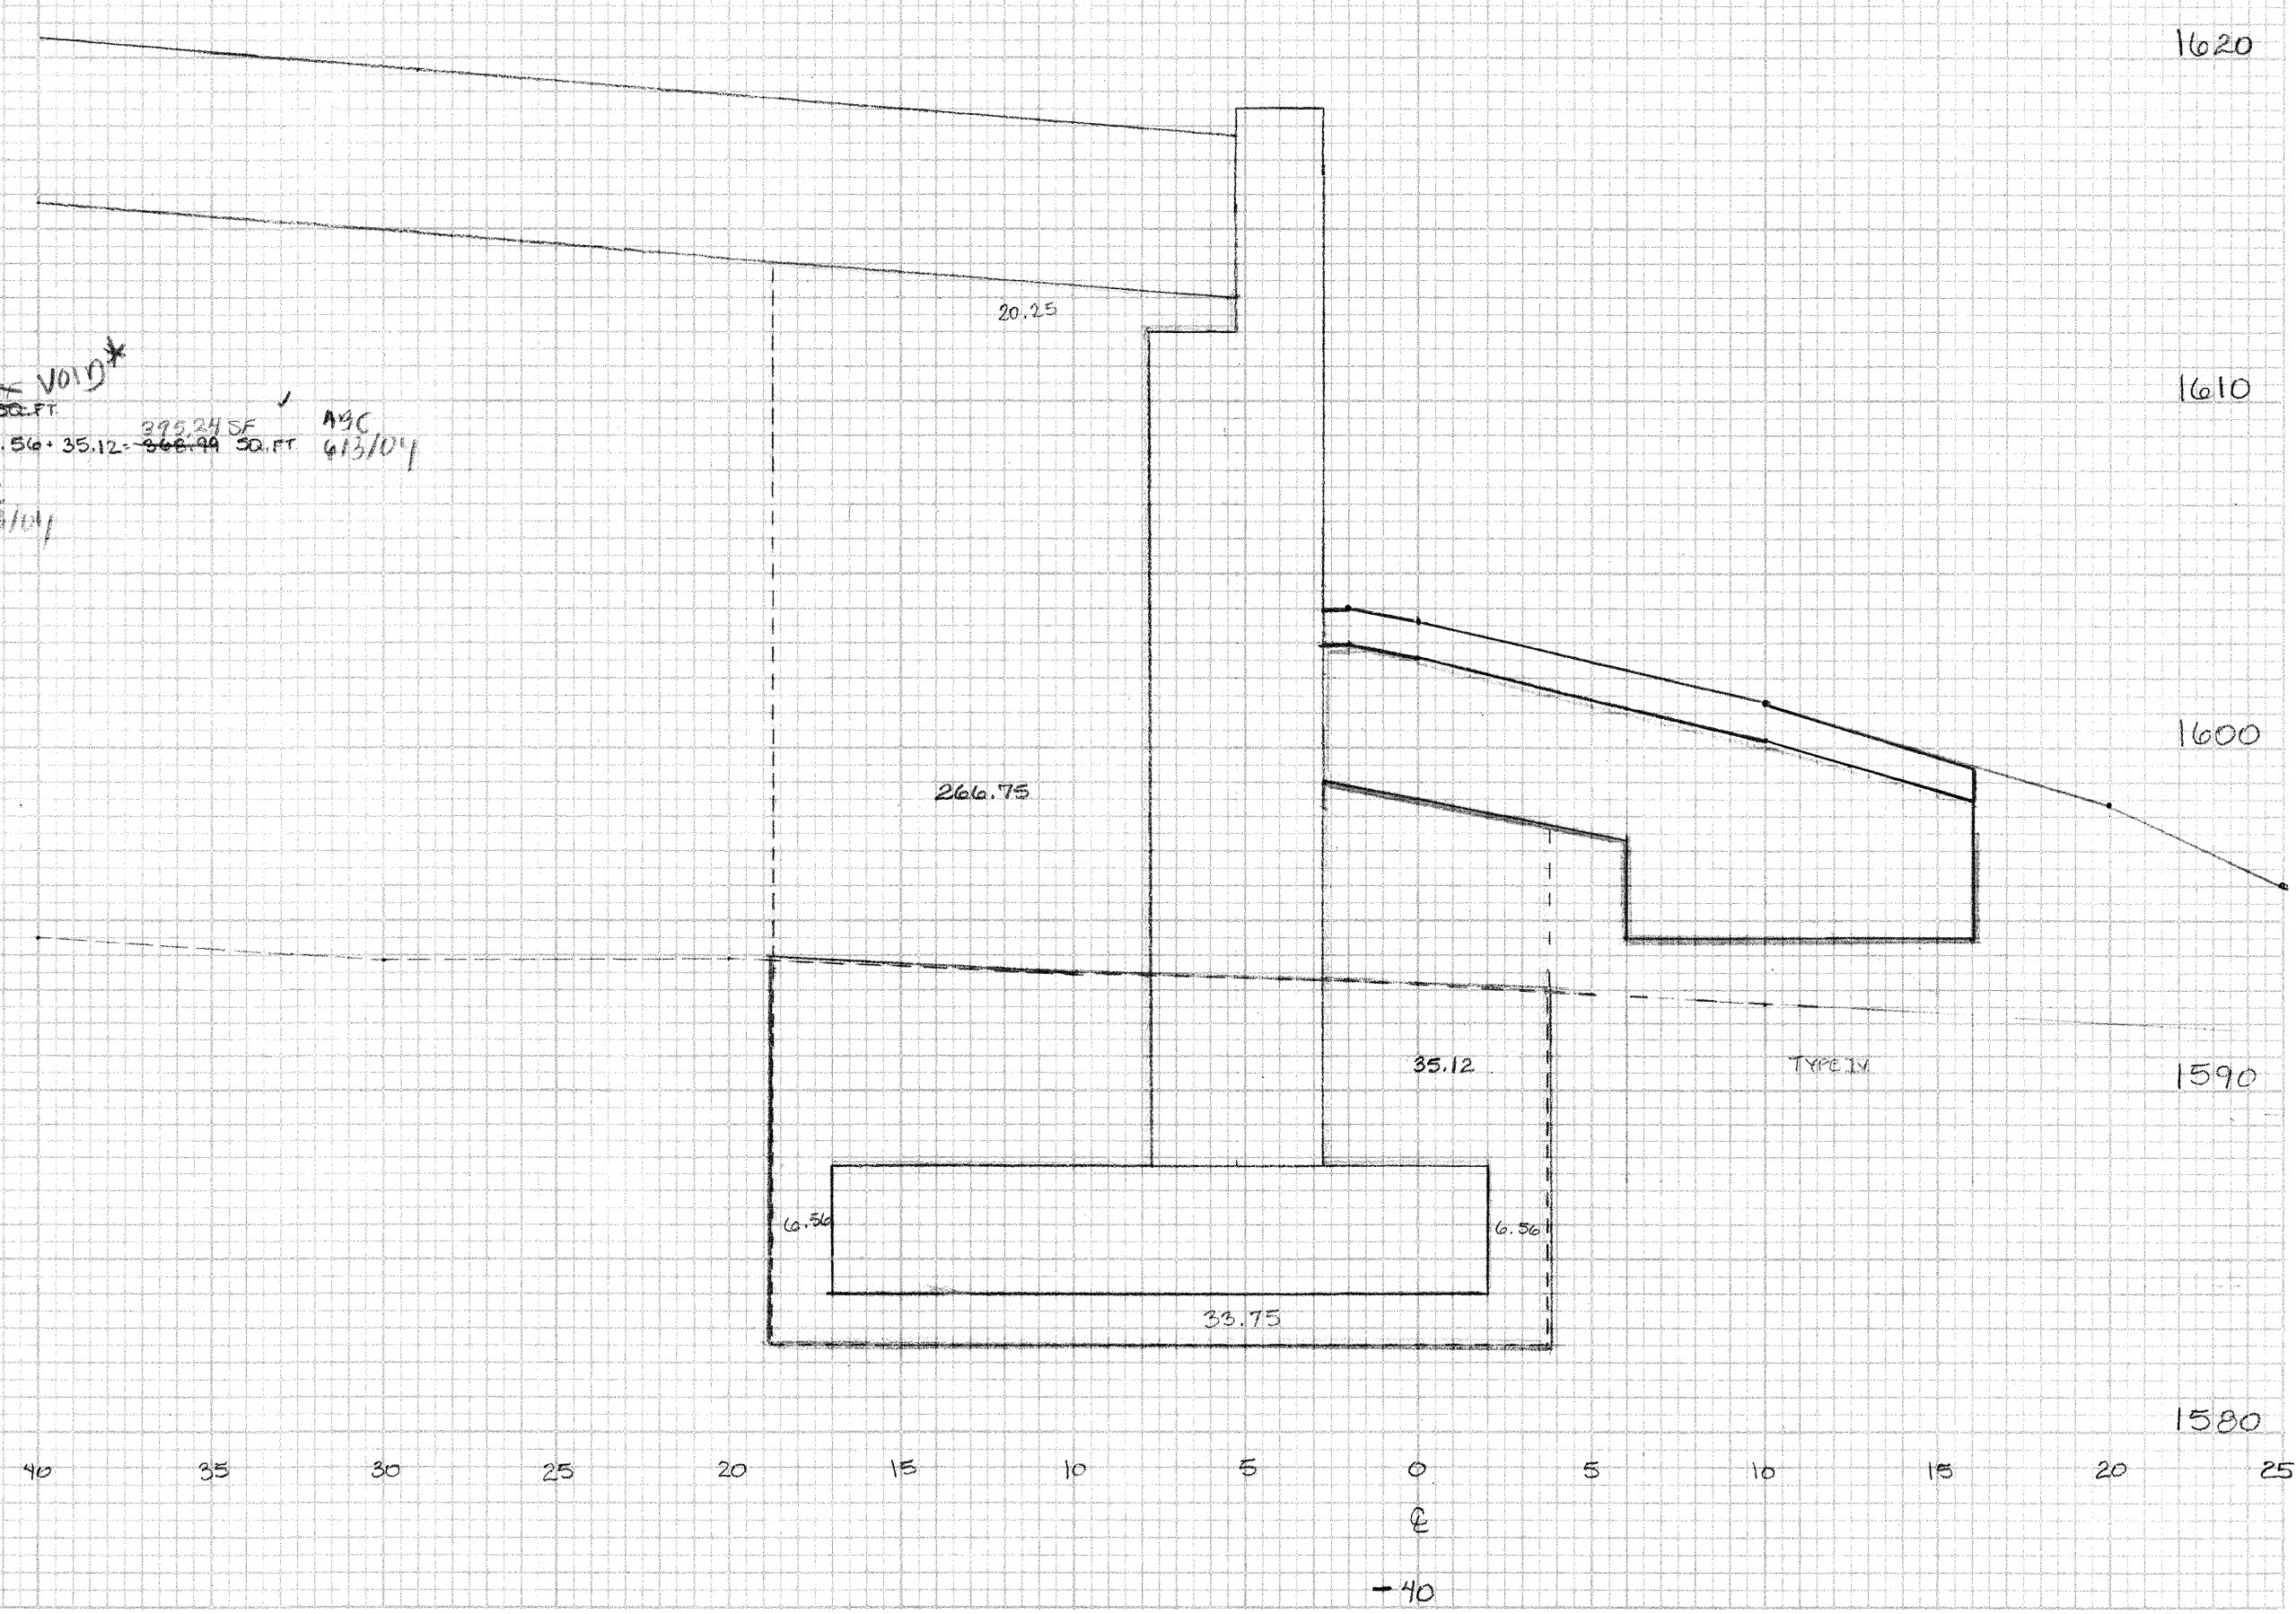 1620
20.25
VOID*
1610
SQ.FT
395.24 SF ✓ ABC
.56+35.12= 368.99 SQ.FT 6/3/04
/04
1600
266.75
35.12
TYPE IV
1590
6.56
6.56
33.75
1580
40 35 30 25 20 15 10 5 0 5 10 15 20 25
℄
-40